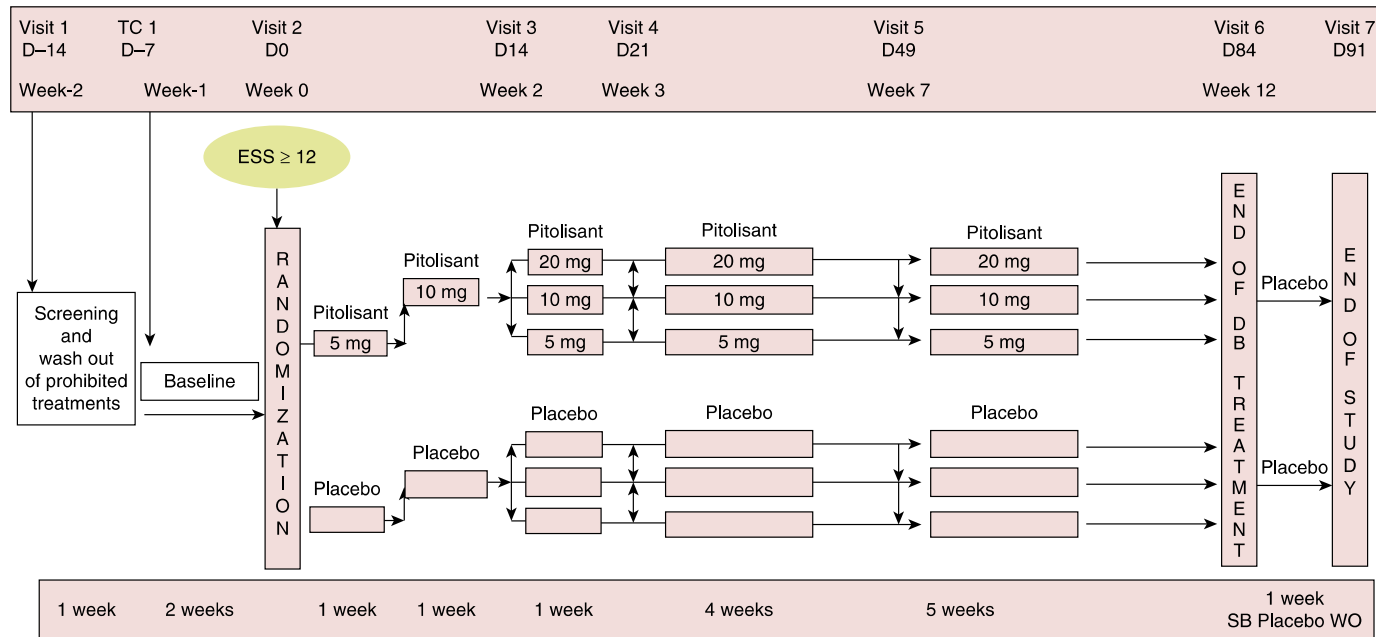 Visit 1 TC 1 Visit 2 Visit 3 Visit 4 Visit 5 Visit 6 Visit 7
D–14 D–7 D0 D14 D21 D49 D84 D91
Week-2 Week-1 Week 0 Week 2 Week 3 Week 7 Week 12
ESS ≥ 12
Screening
and
wash out
of prohibited
treatments
Baseline
RANDOMIZATION
Pitolisant
5 mg
Pitolisant
10 mg
Pitolisant
20 mg
10 mg
5 mg
Pitolisant
20 mg
10 mg
5 mg
Pitolisant
20 mg
10 mg
5 mg
Placebo
Placebo
Placebo
Placebo
Placebo
END OF DB TREATMENT
Placebo
Placebo
END OF STUDY
1 week 2 weeks 1 week 1 week 1 week 4 weeks 5 weeks 1 week
SB Placebo WO